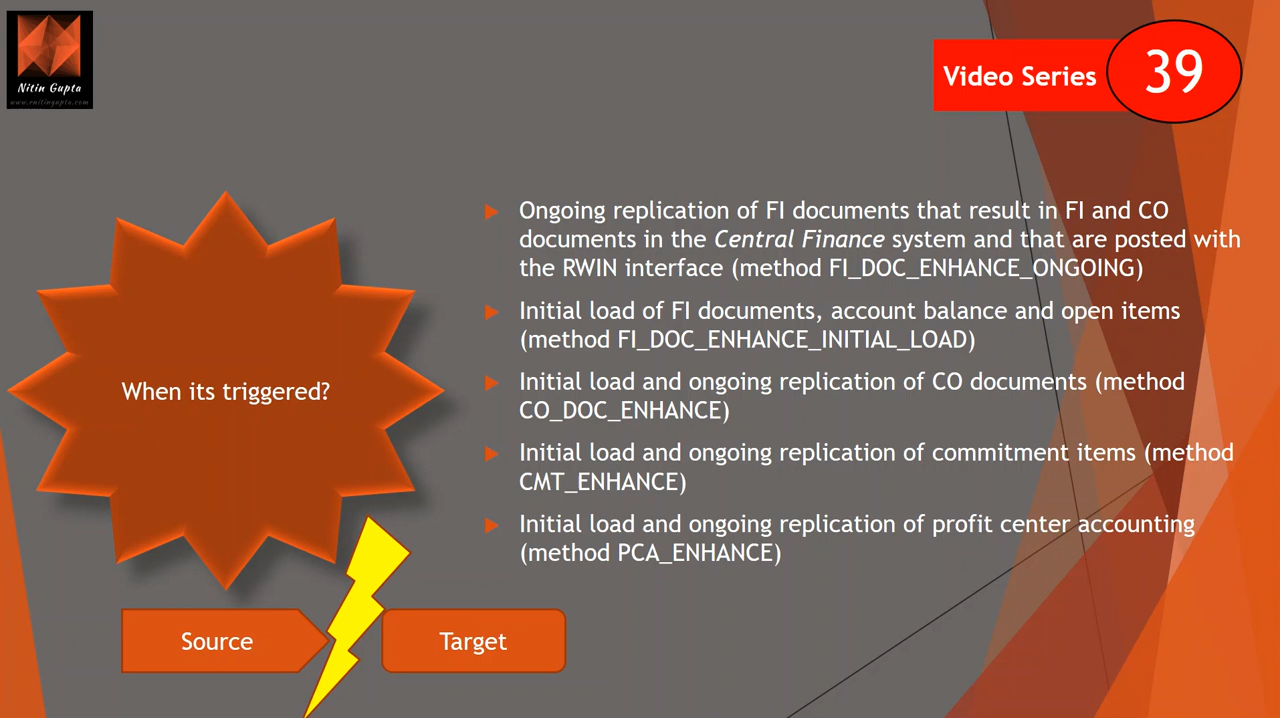 Nitin Gupta
www.enitingupta.com
Video Series
39
When its triggered?
Ongoing replication of FI documents that result in FI and CO
documents in the Central Finance system and that are posted with
the RWIN interface (method FI_DOC_ENHANCE_ONGOING)
Initial load of FI documents, account balance and open items
(method FI_DOC_ENHANCE_INITIAL_LOAD)
Initial load and ongoing replication of CO documents (method
CO_DOC_ENHANCE)
Initial load and ongoing replication of commitment items (method
CMT_ENHANCE)
Initial load and ongoing replication of profit center accounting
(method PCA_ENHANCE)
Source
Target